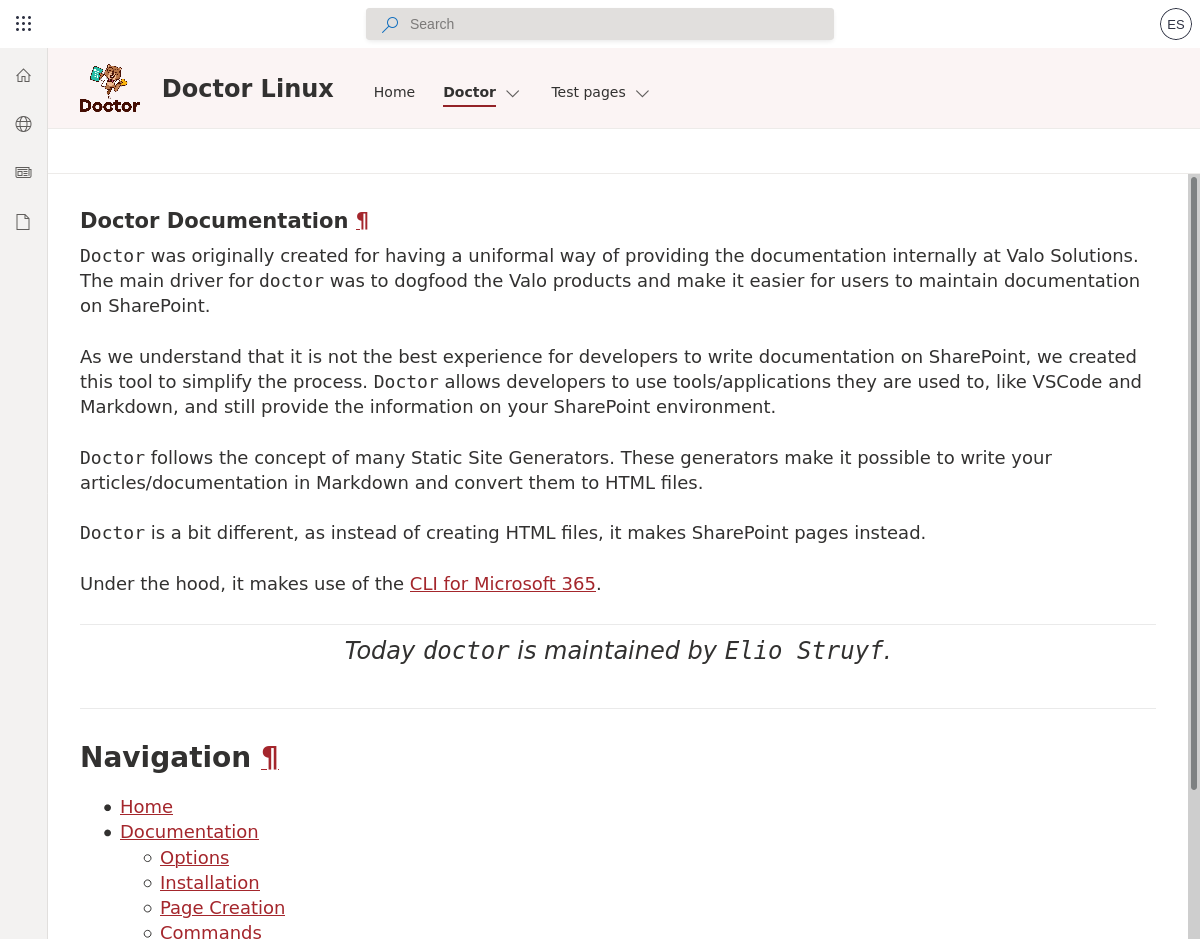 Search
ES
Doctor
Doctor Linux
Home
Doctor
Test pages
Doctor Documentation ¶
Doctor was originally created for having a uniformal way of providing the documentation internally at Valo Solutions.
The main driver for doctor was to dogfood the Valo products and make it easier for users to maintain documentation
on SharePoint.
As we understand that it is not the best experience for developers to write documentation on SharePoint, we created
this tool to simplify the process. Doctor allows developers to use tools/applications they are used to, like VSCode and
Markdown, and still provide the information on your SharePoint environment.
Doctor follows the concept of many Static Site Generators. These generators make it possible to write your
articles/documentation in Markdown and convert them to HTML files.
Doctor is a bit different, as instead of creating HTML files, it makes SharePoint pages instead.
Under the hood, it makes use of the CLI for Microsoft 365.
Today doctor is maintained by Elio Struyf.
Navigation ¶
Home
Documentation
Options
Installation
Page Creation
Commands